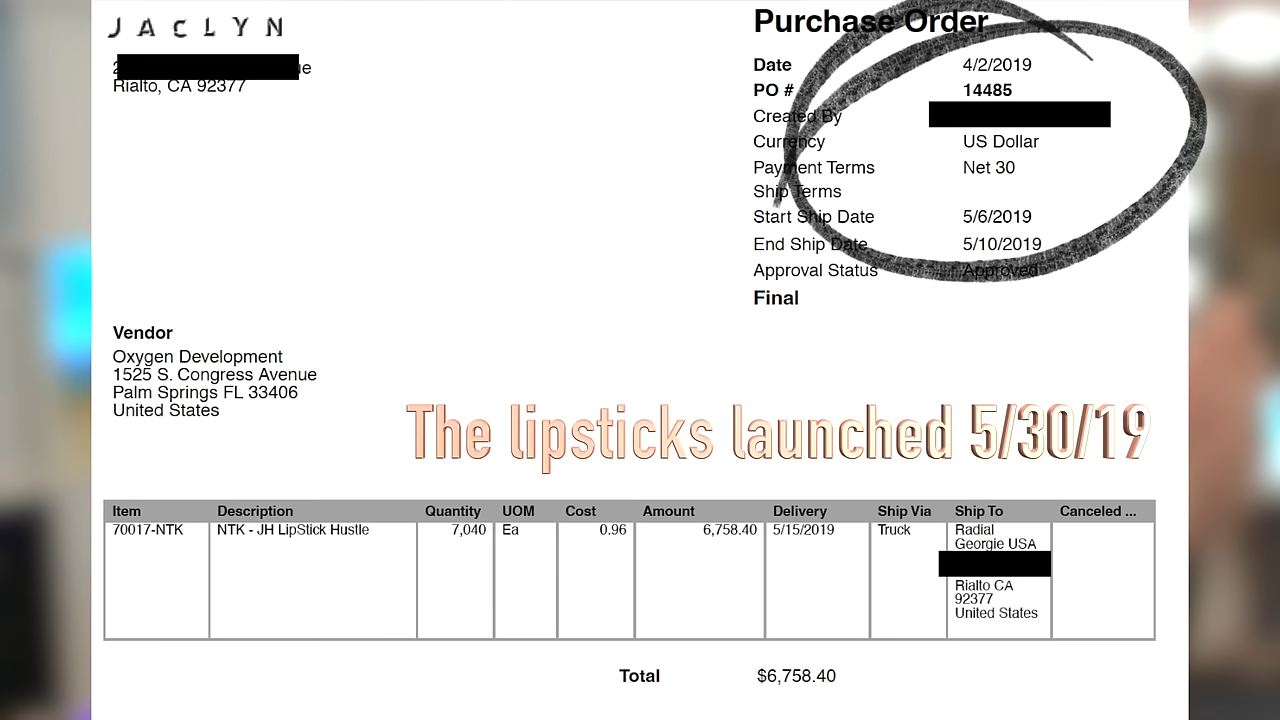 JACLYN
Rialto, CA 92377
Purchase Order
Date 4/2/2019
PO # 14485
Created By
Currency US Dollar
Payment Terms Net 30
Ship Terms
Start Ship Date 5/6/2019
End Ship Date 5/10/2019
Approval Status Approved
Final
Vendor
Oxygen Development
1525 S. Congress Avenue
Palm Springs FL 33406
United States
The lipsticks launched 5/30/19
Item Description Quantity UOM Cost Amount Delivery Ship Via Ship To Canceled ...
70017-NTK NTK - JH LipStick Hustle 7,040 Ea 0.96 6,758.40 5/15/2019 Truck Radial
Georgie USA
Rialto CA
92377
United States
Total $6,758.40